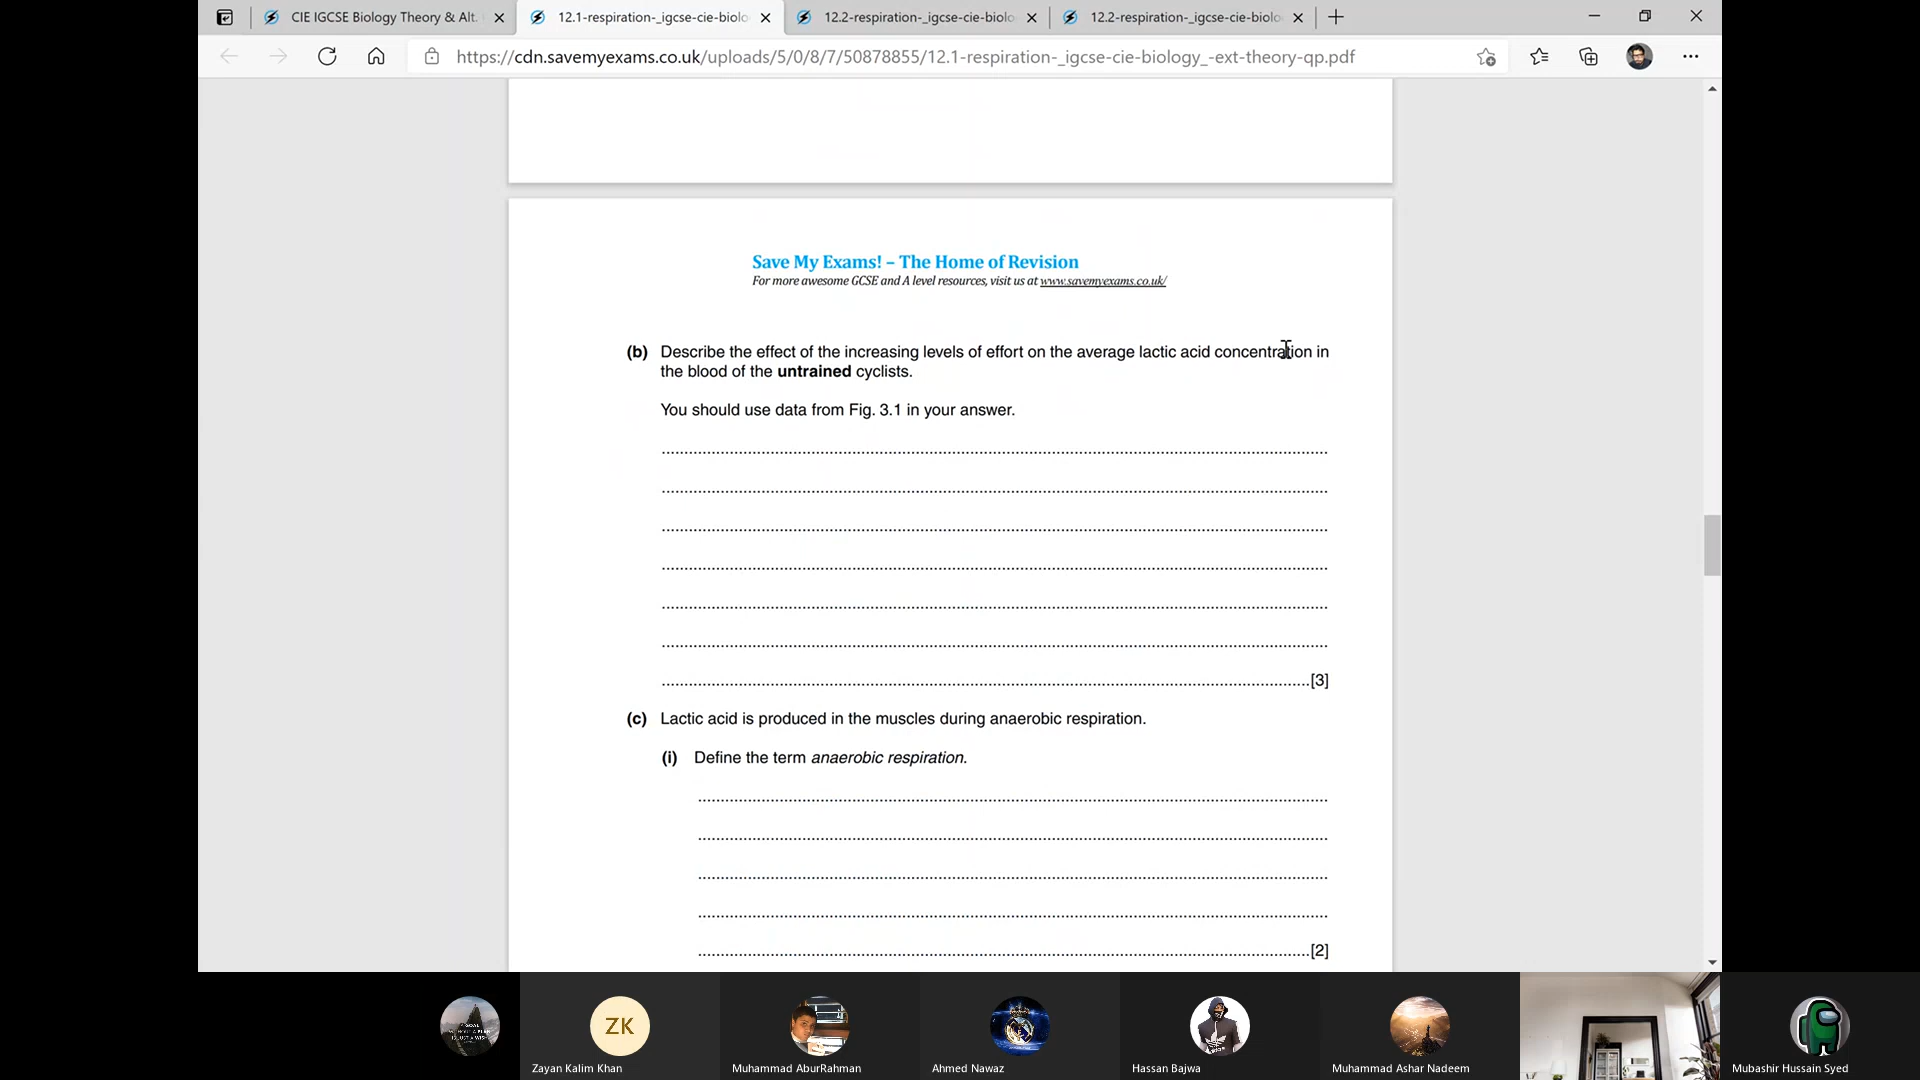 CIE IGCSE Biology Theory & Alt.
12.1-respiration-_igcse-cie-biolo
12.2-respiration-_igcse-cie-biolo
12.2-respiration-_igcse-cie-biolo
https://cdn.savemyexams.co.uk/uploads/5/0/8/7/50878855/12.1-respiration-_igcse-cie-biology_-ext-theory-qp.pdf
Save My Exams! – The Home of Revision
For more awesome GCSE and A level resources, visit us at www.savemyexams.co.uk/
(b) Describe the effect of the increasing levels of effort on the average lactic acid concentration in
the blood of the untrained cyclists.
You should use data from Fig. 3.1 in your answer.
[3]
(c) Lactic acid is produced in the muscles during anaerobic respiration.
(i) Define the term anaerobic respiration.
[2]
A GOAL
WITHOUT A PLAN
IS JUST A WISH
ZK
Zayan Kalim Khan
Muhammad AburRahman
Ahmed Nawaz
Hassan Bajwa
Muhammad Ashar Nadeem
Mubashir Hussain Syed